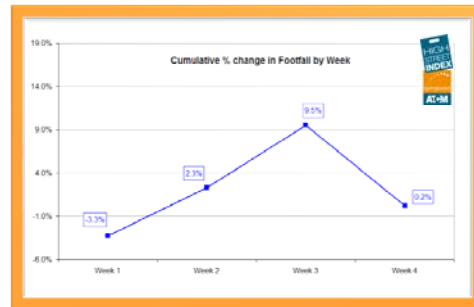 19.0%
Cumulative % change in Footfall by Week
HIGH
STREET
INDEX
ATCM
14.0%
9.5%
9.0%
4.0%
2.3%
0.2%
-1.0%
-3.3%
-6.0%
Week 1 Week 2 Week 3 Week 4